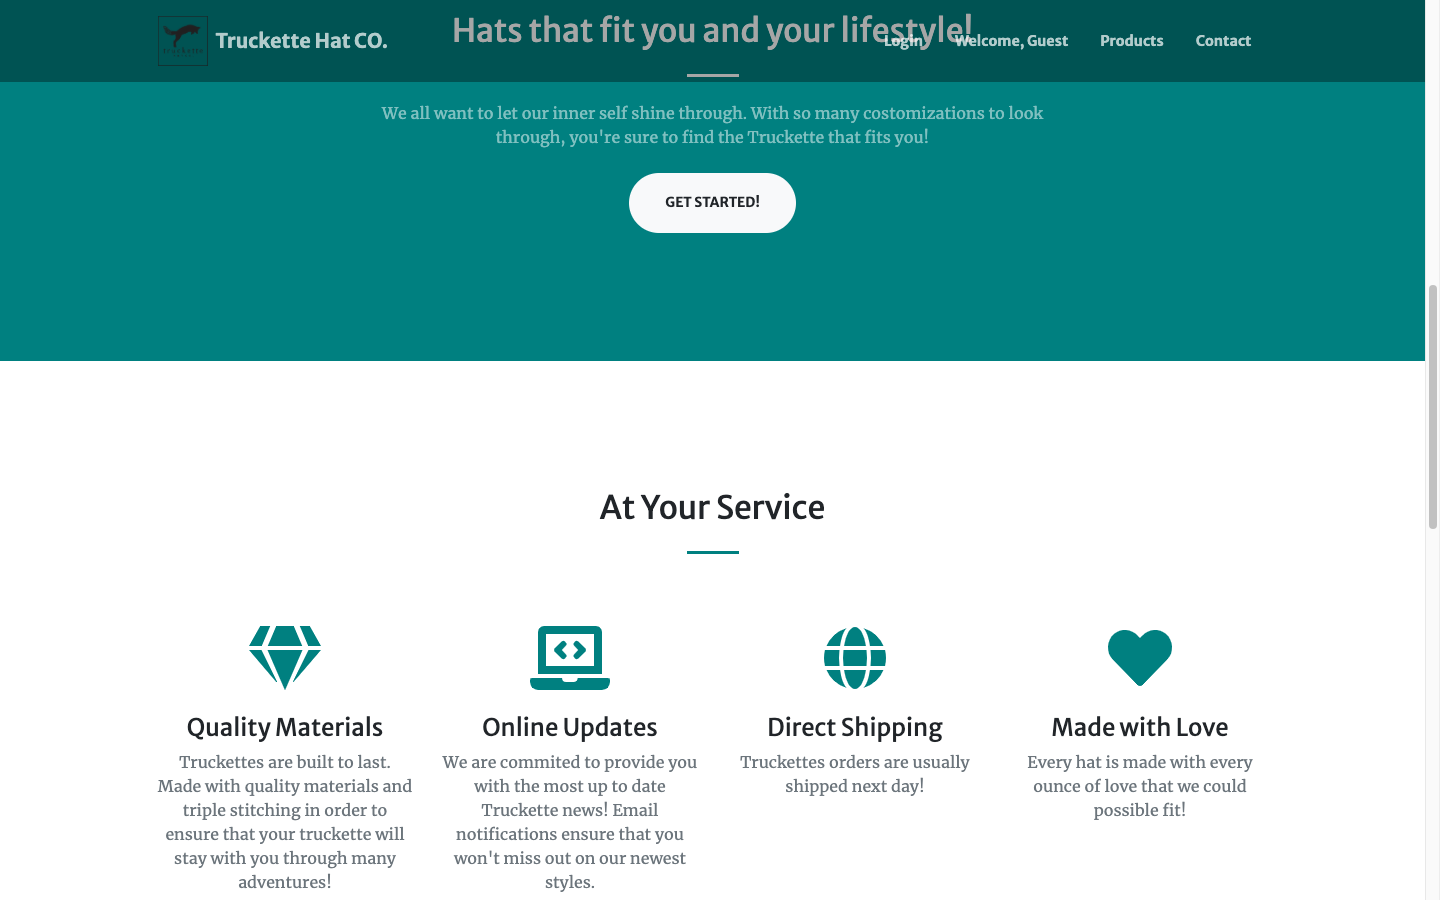 Truckette Hat CO.
Login
Welcome, Guest
Products
Contact
Hats that fit you and your lifestyle!
We all want to let our inner self shine through. With so many costomizations to look
through, you're sure to find the Truckette that fits you!
GET STARTED!
At Your Service
Quality Materials
Truckettes are built to last.
Made with quality materials and
triple stitching in order to
ensure that your truckette will
stay with you through many
adventures!
Online Updates
We are commited to provide you
with the most up to date
Truckette news! Email
notifications ensure that you
won't miss out on our newest
styles.
Direct Shipping
Truckettes orders are usually
shipped next day!
Made with Love
Every hat is made with every
ounce of love that we could
possible fit!